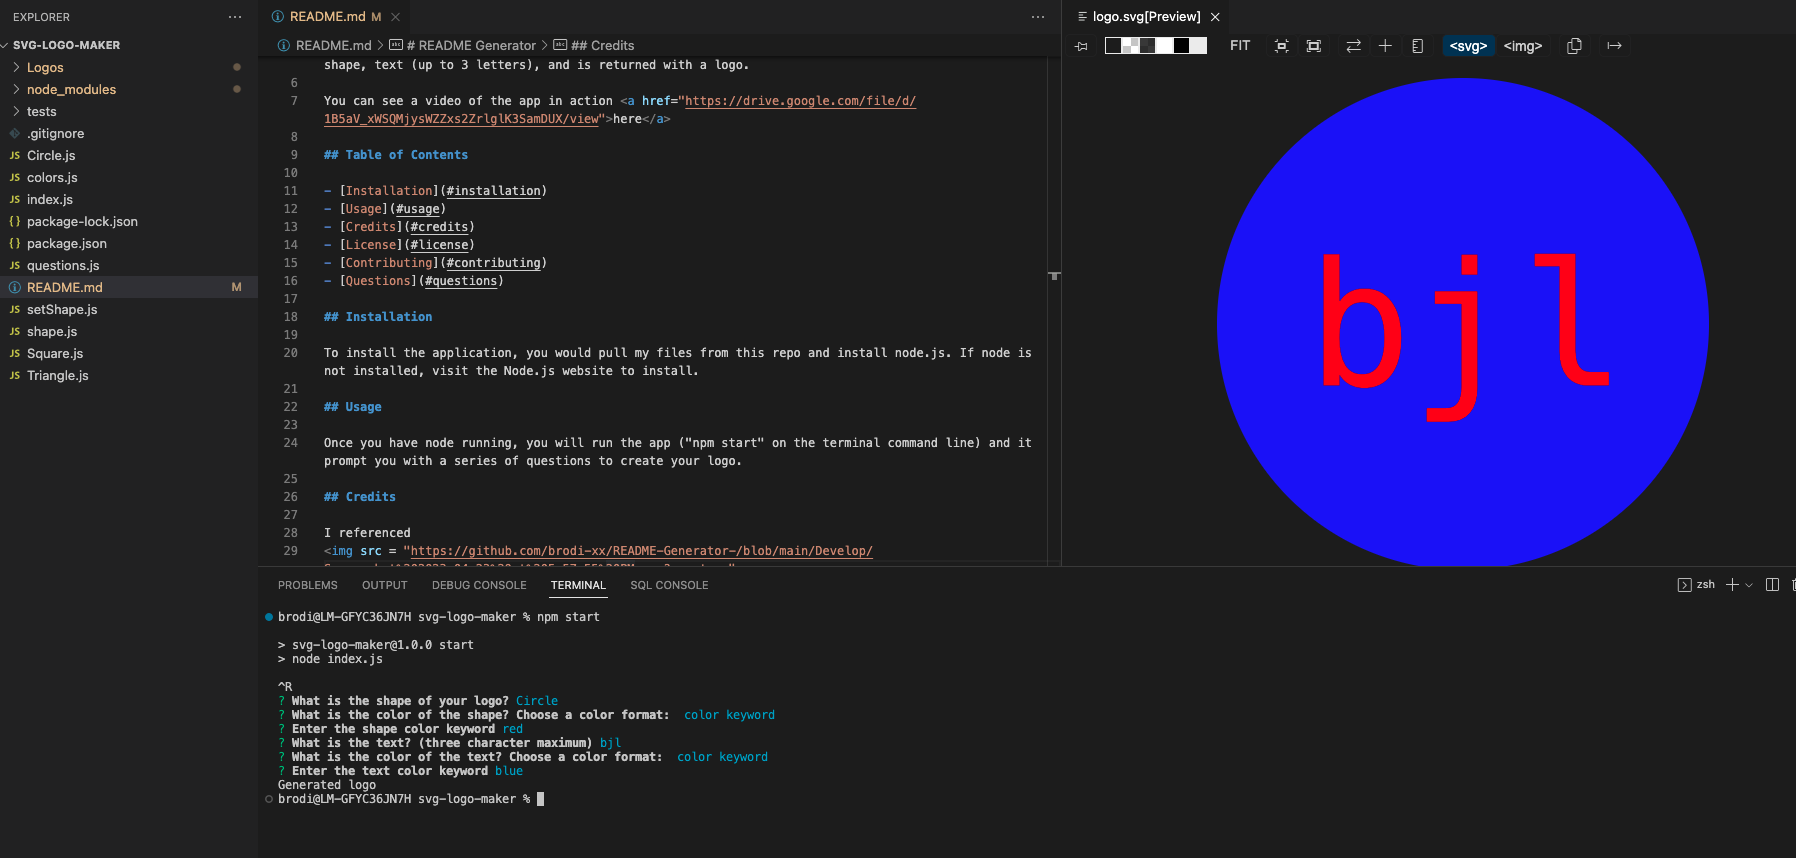 EXPLORER
SVG-LOGO-MAKER
Logos
node_modules
tests
.gitignore
JS Circle.js
JS colors.js
JS index.js
{} package-lock.json
{} package.json
JS questions.js
README.md M
JS setShape.js
JS shape.js
JS Square.js
JS Triangle.js
README.md M
README.md > # README Generator > ## Credits
shape, text (up to 3 letters), and is returned with a logo.
6
7 You can see a video of the app in action <a href="https://drive.google.com/file/d/
1B5aV_xWSQMjysWZZxs2ZrlglK3SamDUX/view">here</a>
8
9 ## Table of Contents
10
11 - [Installation](#installation)
12 - [Usage](#usage)
13 - [Credits](#credits)
14 - [License](#license)
15 - [Contributing](#contributing)
16 - [Questions](#questions)
17
18 ## Installation
19
20 To install the application, you would pull my files from this repo and install node.js. If node is
not installed, visit the Node.js website to install.
21
22 ## Usage
23
24 Once you have node running, you will run the app ("npm start" on the terminal command line) and it
prompt you with a series of questions to create your logo.
25
26 ## Credits
27
28 I referenced
29 <img src = "https://github.com/brodi-xx/README-Generator-/blob/main/Develop/
logo.svg[Preview]
FIT <svg> <img>
bjl
PROBLEMS OUTPUT DEBUG CONSOLE TERMINAL SQL CONSOLE
zsh
brodi@LM-GFYC36JN7H svg-logo-maker % npm start
> svg-logo-maker@1.0.0 start
> node index.js
^R
? What is the shape of your logo? Circle
? What is the color of the shape? Choose a color format: color keyword
? Enter the shape color keyword red
? What is the text? (three character maximum) bjl
? What is the color of the text? Choose a color format: color keyword
? Enter the text color keyword blue
Generated logo
brodi@LM-GFYC36JN7H svg-logo-maker %